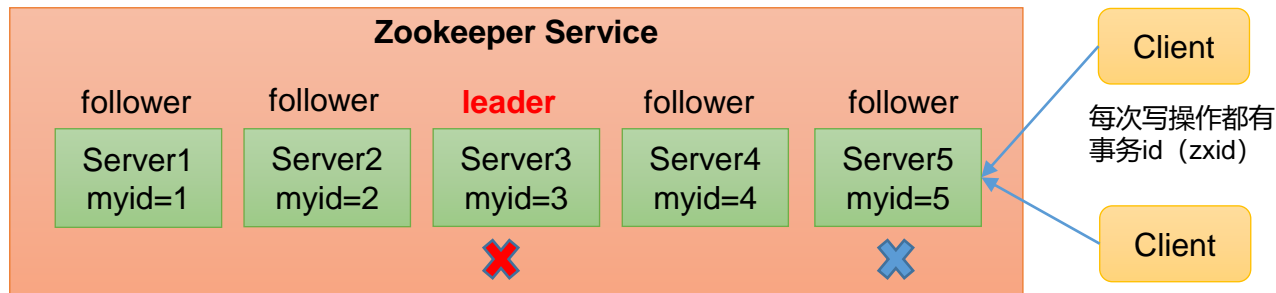 Zookeeper Service
follower
follower
leader
follower
follower
Server1
myid=1
Server2
myid=2
Server3
myid=3
Server4
myid=4
Server5
myid=5
Client
每次写操作都有
事务id（zxid）
Client